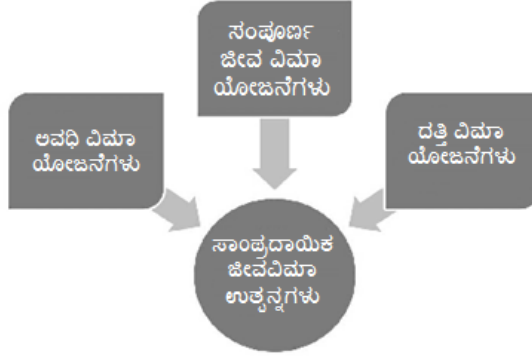 ಸಂಪೂರ್ಣ
ಜೀವ ವಿಮಾ
ಯೋಜನೆಗಳು
ಅವಧಿ ವಿಮಾ
ಯೋಜನೆಗಳು
ದತ್ತಿ ವಿಮಾ
ಯೋಜನೆಗಳು
ಸಾಂಪ್ರದಾಯಿಕ
ಜೀವವಿಮಾ
ಉತ್ಪನ್ನಗಳು